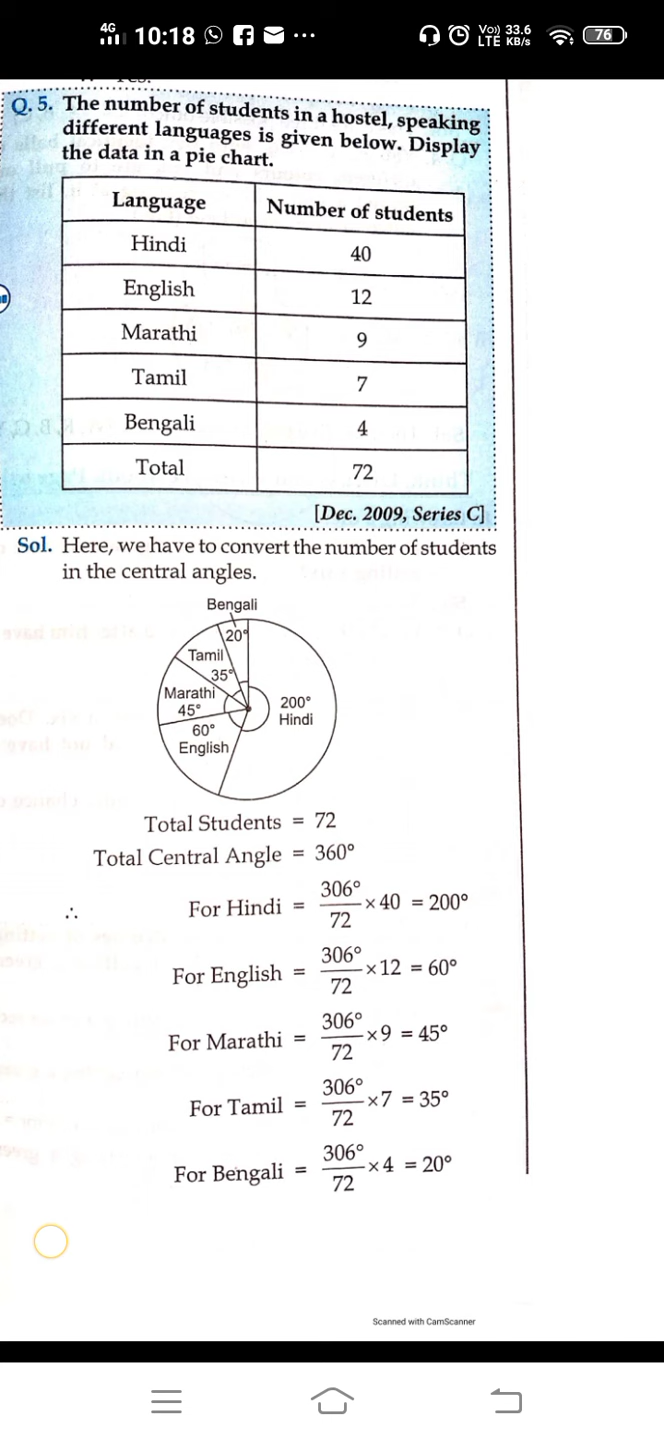 4G 10:18 ... Vo)) 33.6
LTE KB/s 76
Q. 5. The number of students in a hostel, speaking
different languages is given below. Display
the data in a pie chart.
Language Number of students
Hindi 40
English 12
Marathi 9
Tamil 7
Bengali 4
Total 72
[Dec. 2009, Series C]
Sol. Here, we have to convert the number of students
in the central angles.
Bengali
20°
Tamil
35°
Marathi
45°
60°
English
200°
Hindi
Total Students = 72
Total Central Angle = 360°
∴ For Hindi = 306°/72 × 40 = 200°
For English = 306°/72 × 12 = 60°
For Marathi = 306°/72 × 9 = 45°
For Tamil = 306°/72 × 7 = 35°
For Bengali = 306°/72 × 4 = 20°
Scanned with CamScanner